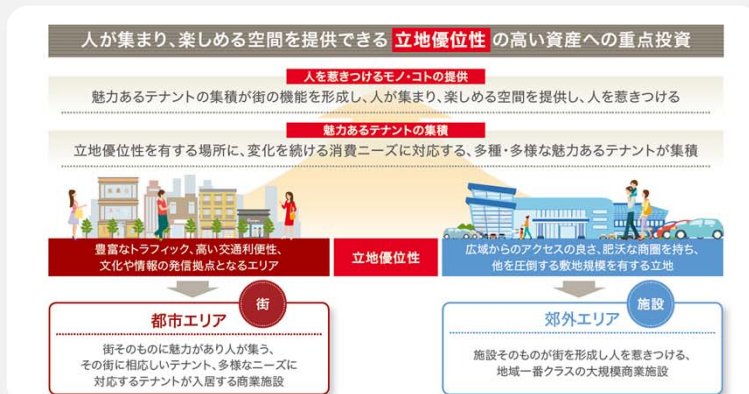 人が集まり、楽しめる空間を提供できる 立地優位性 の高い資産への重点投資
人を惹きつけるモノ・コトの提供
魅力あるテナントの集積が街の機能を形成し、人が集まり、楽しめる空間を提供し、人を惹きつける
魅力あるテナントの集積
立地優位性を有する場所に、変化を続ける消費ニーズに対応する、多種・多様な魅力あるテナントが集積
豊富なトラフィック、高い交通利便性、
文化や情報の発信拠点となるエリア
立地優位性
広域からのアクセスの良さ、肥沃な商圏を持ち、
他を圧倒する敷地規模を有する立地
街
都市エリア
街そのものに魅力があり人が集う、
その街に相応しいテナント、多様なニーズに
対応するテナントが入居する商業施設
施設
郊外エリア
施設そのものが街を形成し人を惹きつける、
地域一番クラスの大規模商業施設